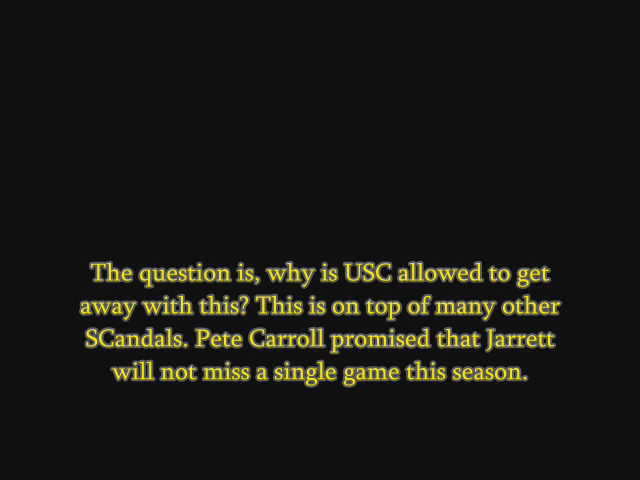 The question is, why is USC allowed to get
away with this? This is on top of many other
SCandals. Pete Carroll promised that Jarrett
will not miss a single game this season.